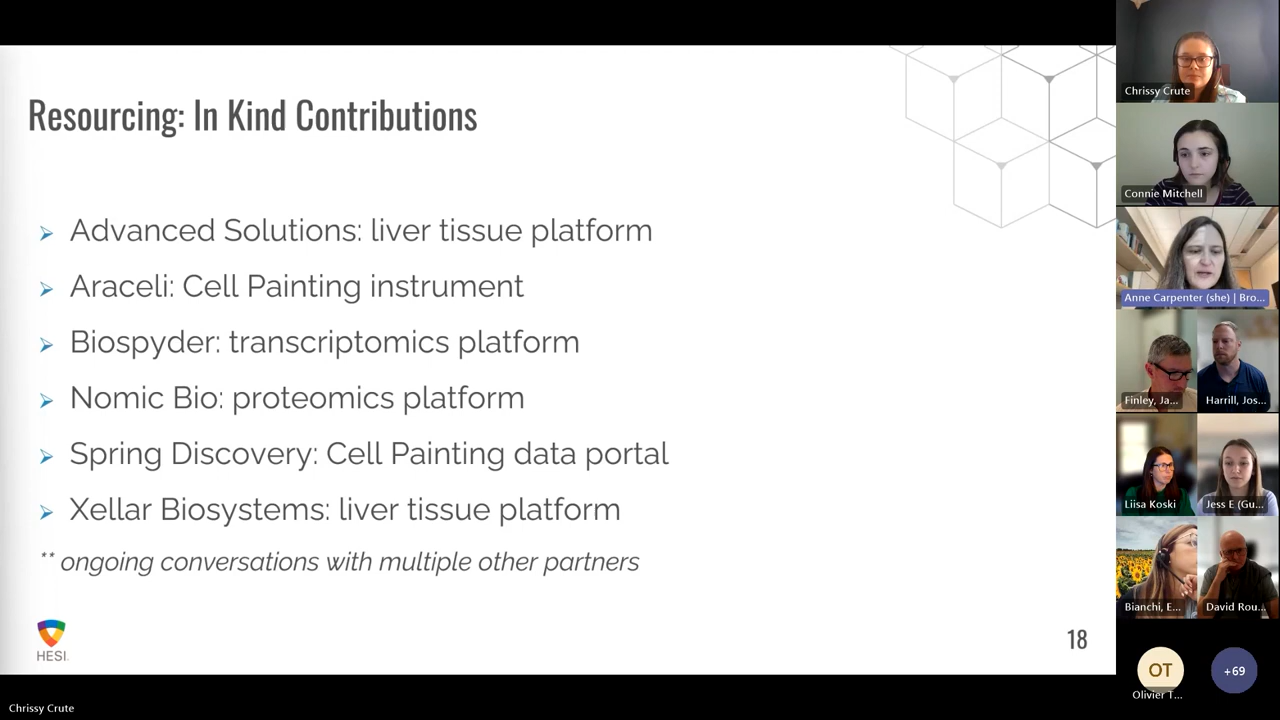 Resourcing: In Kind Contributions
Advanced Solutions: liver tissue platform
Araceli: Cell Painting instrument
Biospyder: transcriptomics platform
Nomic Bio: proteomics platform
Spring Discovery: Cell Painting data portal
Xellar Biosystems: liver tissue platform
** ongoing conversations with multiple other partners
HESI
18
Chrissy Crute
Chrissy Crute
Connie Mitchell
Anne Carpenter (she) | Bro...
Finley, Ja...
Harrill, Jos...
Liisa Koski
Jess E (Gu...
Bianchi, E...
David Rou...
OT
+69
Olivier T...